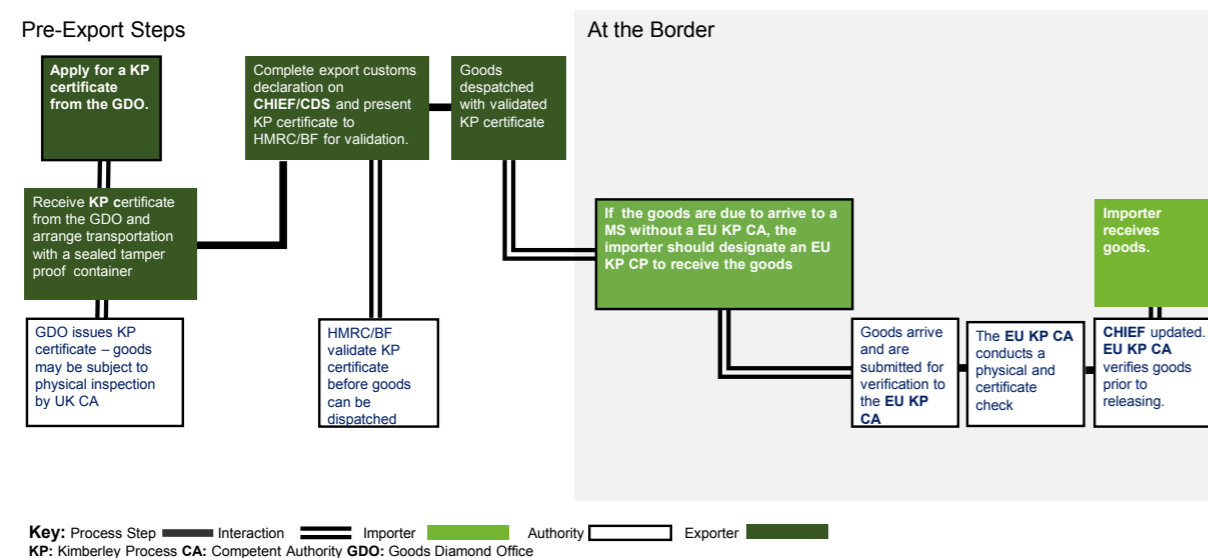 Pre-Export Steps
At the Border
Apply for a KP
certificate
from the GDO.
Complete export customs
declaration on
CHIEF/CDS and present
KP certificate to
HMRC/BF for validation.
Goods
despatched
with validated
KP certificate
Receive KP certificate
from the GDO and
arrange transportation
with a sealed tamper
proof container
If the goods are due to arrive to a
MS without a EU KP CA, the
importer should designate an EU
KP CP to receive the goods
Importer
receives
goods.
GDO issues KP
certificate – goods
may be subject to
physical inspection
by UK CA
HMRC/BF
validate KP
certificate
before goods
can be
dispatched
Goods arrive
and are
submitted for
verification to
the EU KP
CA
The EU KP CA
conducts a
physical and
certificate
check
CHIEF updated.
EU KP CA
verifies goods
prior to
releasing.
Key: Process Step Interaction Importer Authority Exporter
KP: Kimberley Process CA: Competent Authority GDO: Goods Diamond Office